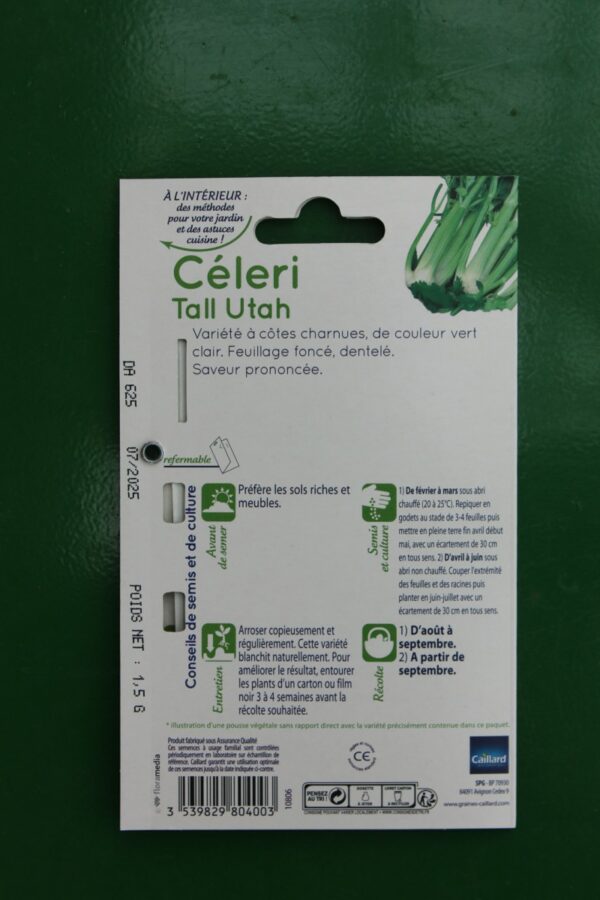 À L'INTÉRIEUR :
des méthodes
pour votre jardin
et des astuces
cuisine !
Céleri
Tall Utah
Variété à côtes charnues, de couleur vert
clair. Feuillage foncé, dentelé.
Saveur prononcée.
DA 625
07/2025
POIDS NET : 1,5 G
refermable
Conseils de semis et de culture
Avant
de semer
Préfère les sols riches et
meubles.
Semis
et culture
1) De février à mars sous abri
chauffé (20 à 25°C). Repiquer en
godets au stade de 3-4 feuilles puis
mettre en pleine terre fin avril début
mai, avec un écartement de 30 cm
en tous sens. 2) D'avril à juin sous
abri non chauffé. Couper l'extrémité
des feuilles et des racines puis
planter en juin-juillet avec un
écartement de 30 cm en tous sens.
Entretien
Arroser copieusement et
régulièrement. Cette variété
blanchit naturellement. Pour
améliorer le résultat, entourer
les plants d'un carton ou film
noir 3 à 4 semaines avant la
récolte souhaitée.
Récolte
1) D'août à
septembre.
2) A partir de
septembre.
* illustration d'une pousse végétale sans rapport direct avec la variété précisément contenue dans ce paquet.
Produit fabriqué sous Assurance Qualité
Ces semences à usage familial sont contrôlées
périodiquement en laboratoire sur échantillon de
référence. Caillard garantit une utilisation optimale
de ces semences jusqu'à la date indiquée ci-contre.
floramedia
3 539829 804003
10806
CE
PENSEZ
AU TRI !
À JETER
LIVRET CARTON
À RECYCLER
CONSIGNE POUVANT VARIER LOCALEMENT
Caillard
SPG - BP 70930
84091 Avignon Cedex 9
www.graines-caillard.com